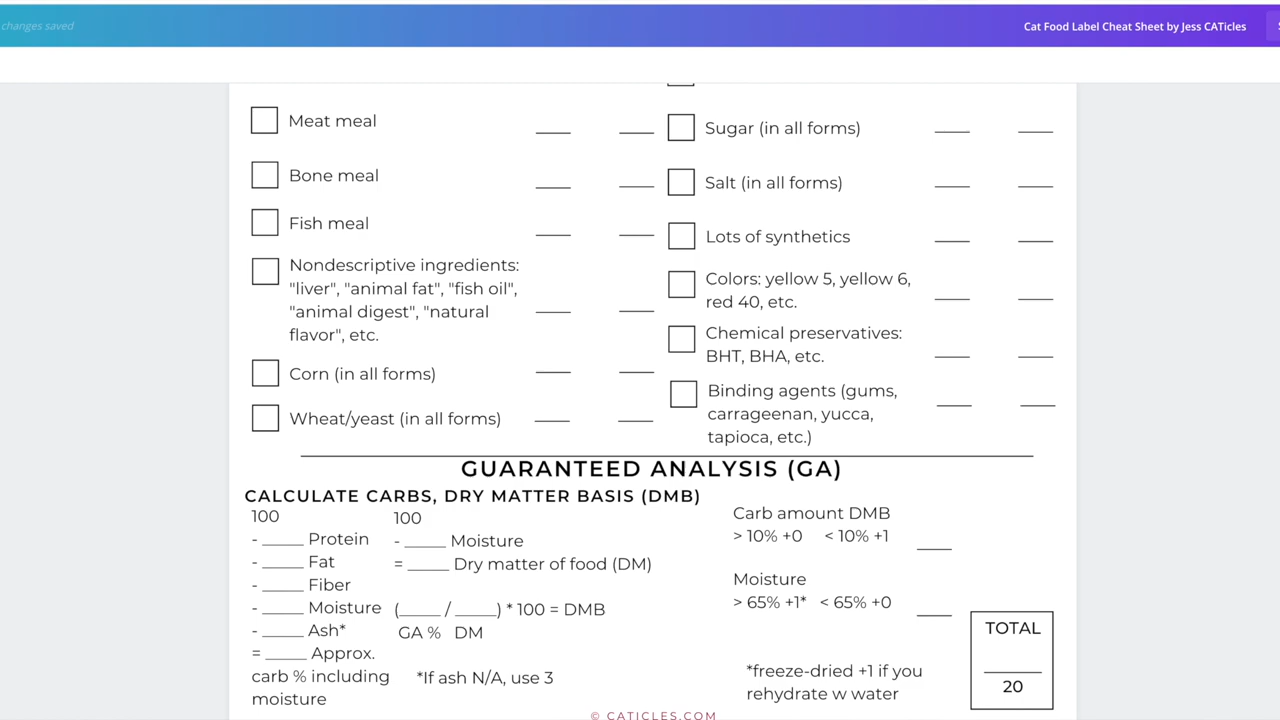 changes saved
Cat Food Label Cheat Sheet by Jess CATicles
Meat meal
Bone meal
Fish meal
Nondescriptive ingredients:
"liver", "animal fat", "fish oil",
"animal digest", "natural
flavor", etc.
Corn (in all forms)
Wheat/yeast (in all forms)
Sugar (in all forms)
Salt (in all forms)
Lots of synthetics
Colors: yellow 5, yellow 6,
red 40, etc.
Chemical preservatives:
BHT, BHA, etc.
Binding agents (gums,
carrageenan, yucca,
tapioca, etc.)
GUARANTEED ANALYSIS (GA)
CALCULATE CARBS, DRY MATTER BASIS (DMB)
100
- _____ Protein
- _____ Fat
- _____ Fiber
- _____ Moisture
- _____ Ash*
= _____ Approx.
carb % including
moisture
100
- _____ Moisture
= _____ Dry matter of food (DM)
(_____ / _____) * 100 = DMB
GA % DM
*If ash N/A, use 3
Carb amount DMB
> 10% +0 < 10% +1
Moisture
> 65% +1* < 65% +0
*freeze-dried +1 if you
rehydrate w water
TOTAL
20
© CATICLES.COM